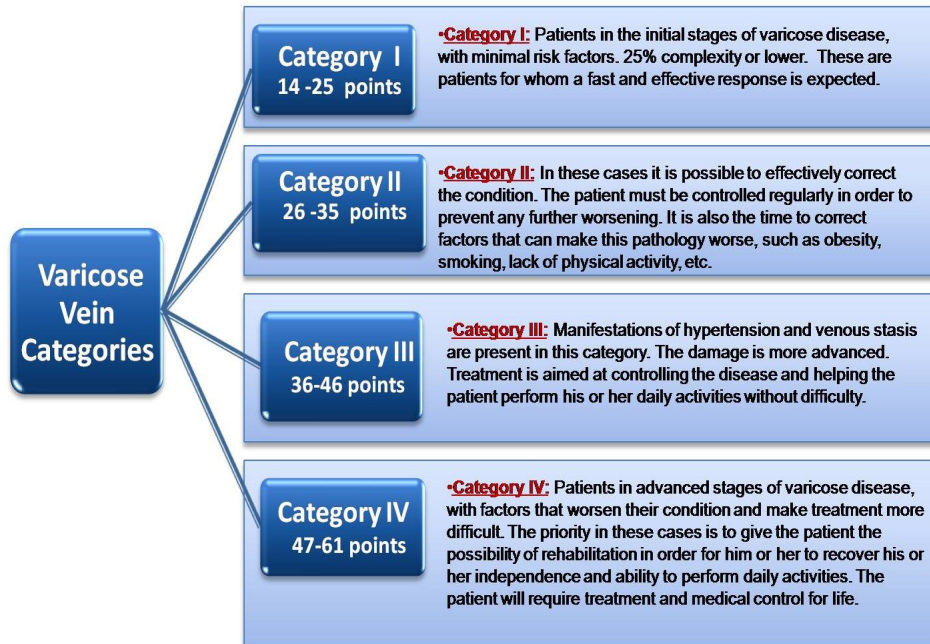 Varicose
Vein
Categories
Category I
14 -25 points
•Category I: Patients in the initial stages of varicose disease,
with minimal risk factors. 25% complexity or lower. These are
patients for whom a fast and effective response is expected.
Category II
26 -35 points
•Category II: In these cases it is possible to effectively correct
the condition. The patient must be controlled regularly in order to
prevent any further worsening. It is also the time to correct
factors that can make this pathology worse, such as obesity,
smoking, lack of physical activity, etc.
Category III
36-46 points
•Category III: Manifestations of hypertension and venous stasis
are present in this category. The damage is more advanced.
Treatment is aimed at controlling the disease and helping the
patient perform his or her daily activities without difficulty.
Category IV
47-61 points
•Category IV: Patients in advanced stages of varicose disease,
with factors that worsen their condition and make treatment more
difficult. The priority in these cases is to give the patient the
possibility of rehabilitation in order for him or her to recover his or
her independence and ability to perform daily activities. The
patient will require treatment and medical control for life.